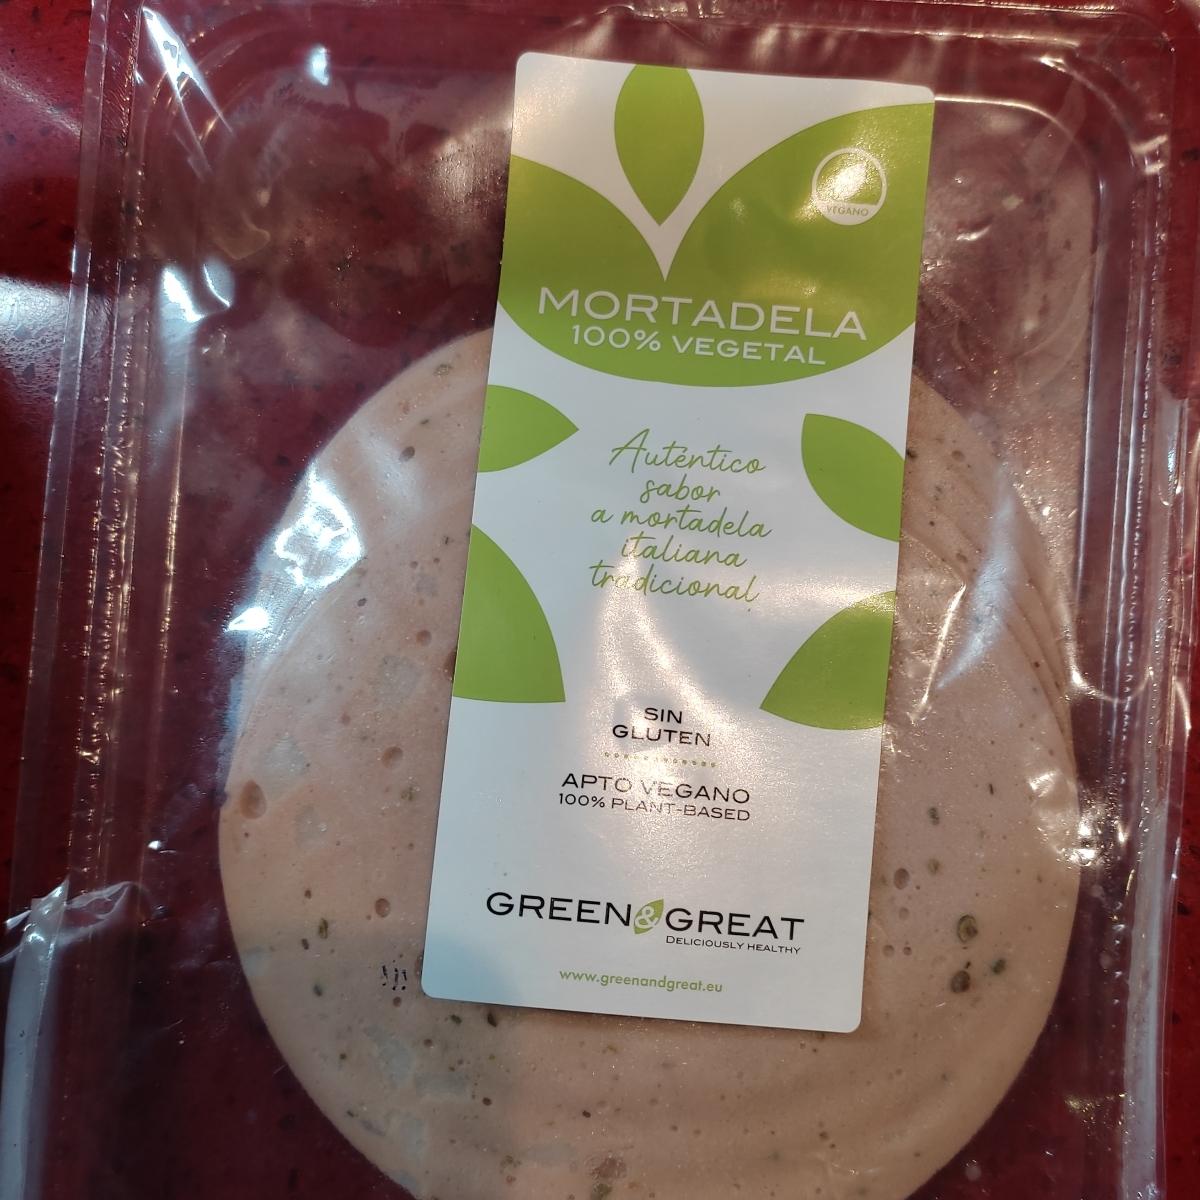 VEGANO
MORTADELA
100% VEGETAL
Auténtico
sabor
a mortadela
italiana
tradicional
SIN
GLUTEN
APTO VEGANO
100% PLANT-BASED
GREEN&GREAT
DELICIOUSLY HEALTHY
www.greenandgreat.eu